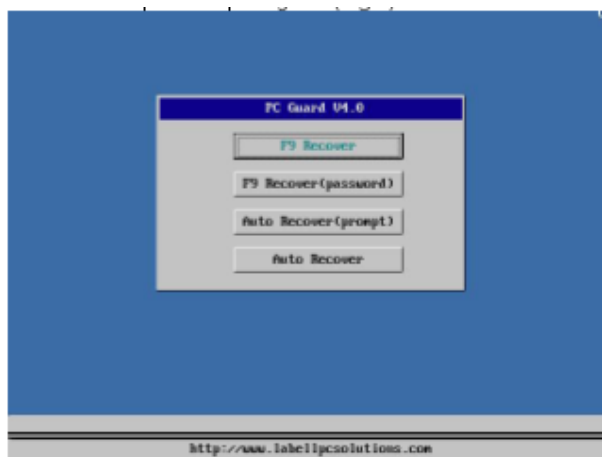 PC Guard V4.0
F9 Recover
F9 Recover(password)
Auto Recover(prompt)
Auto Recover
http://www.labellpcsolutions.com